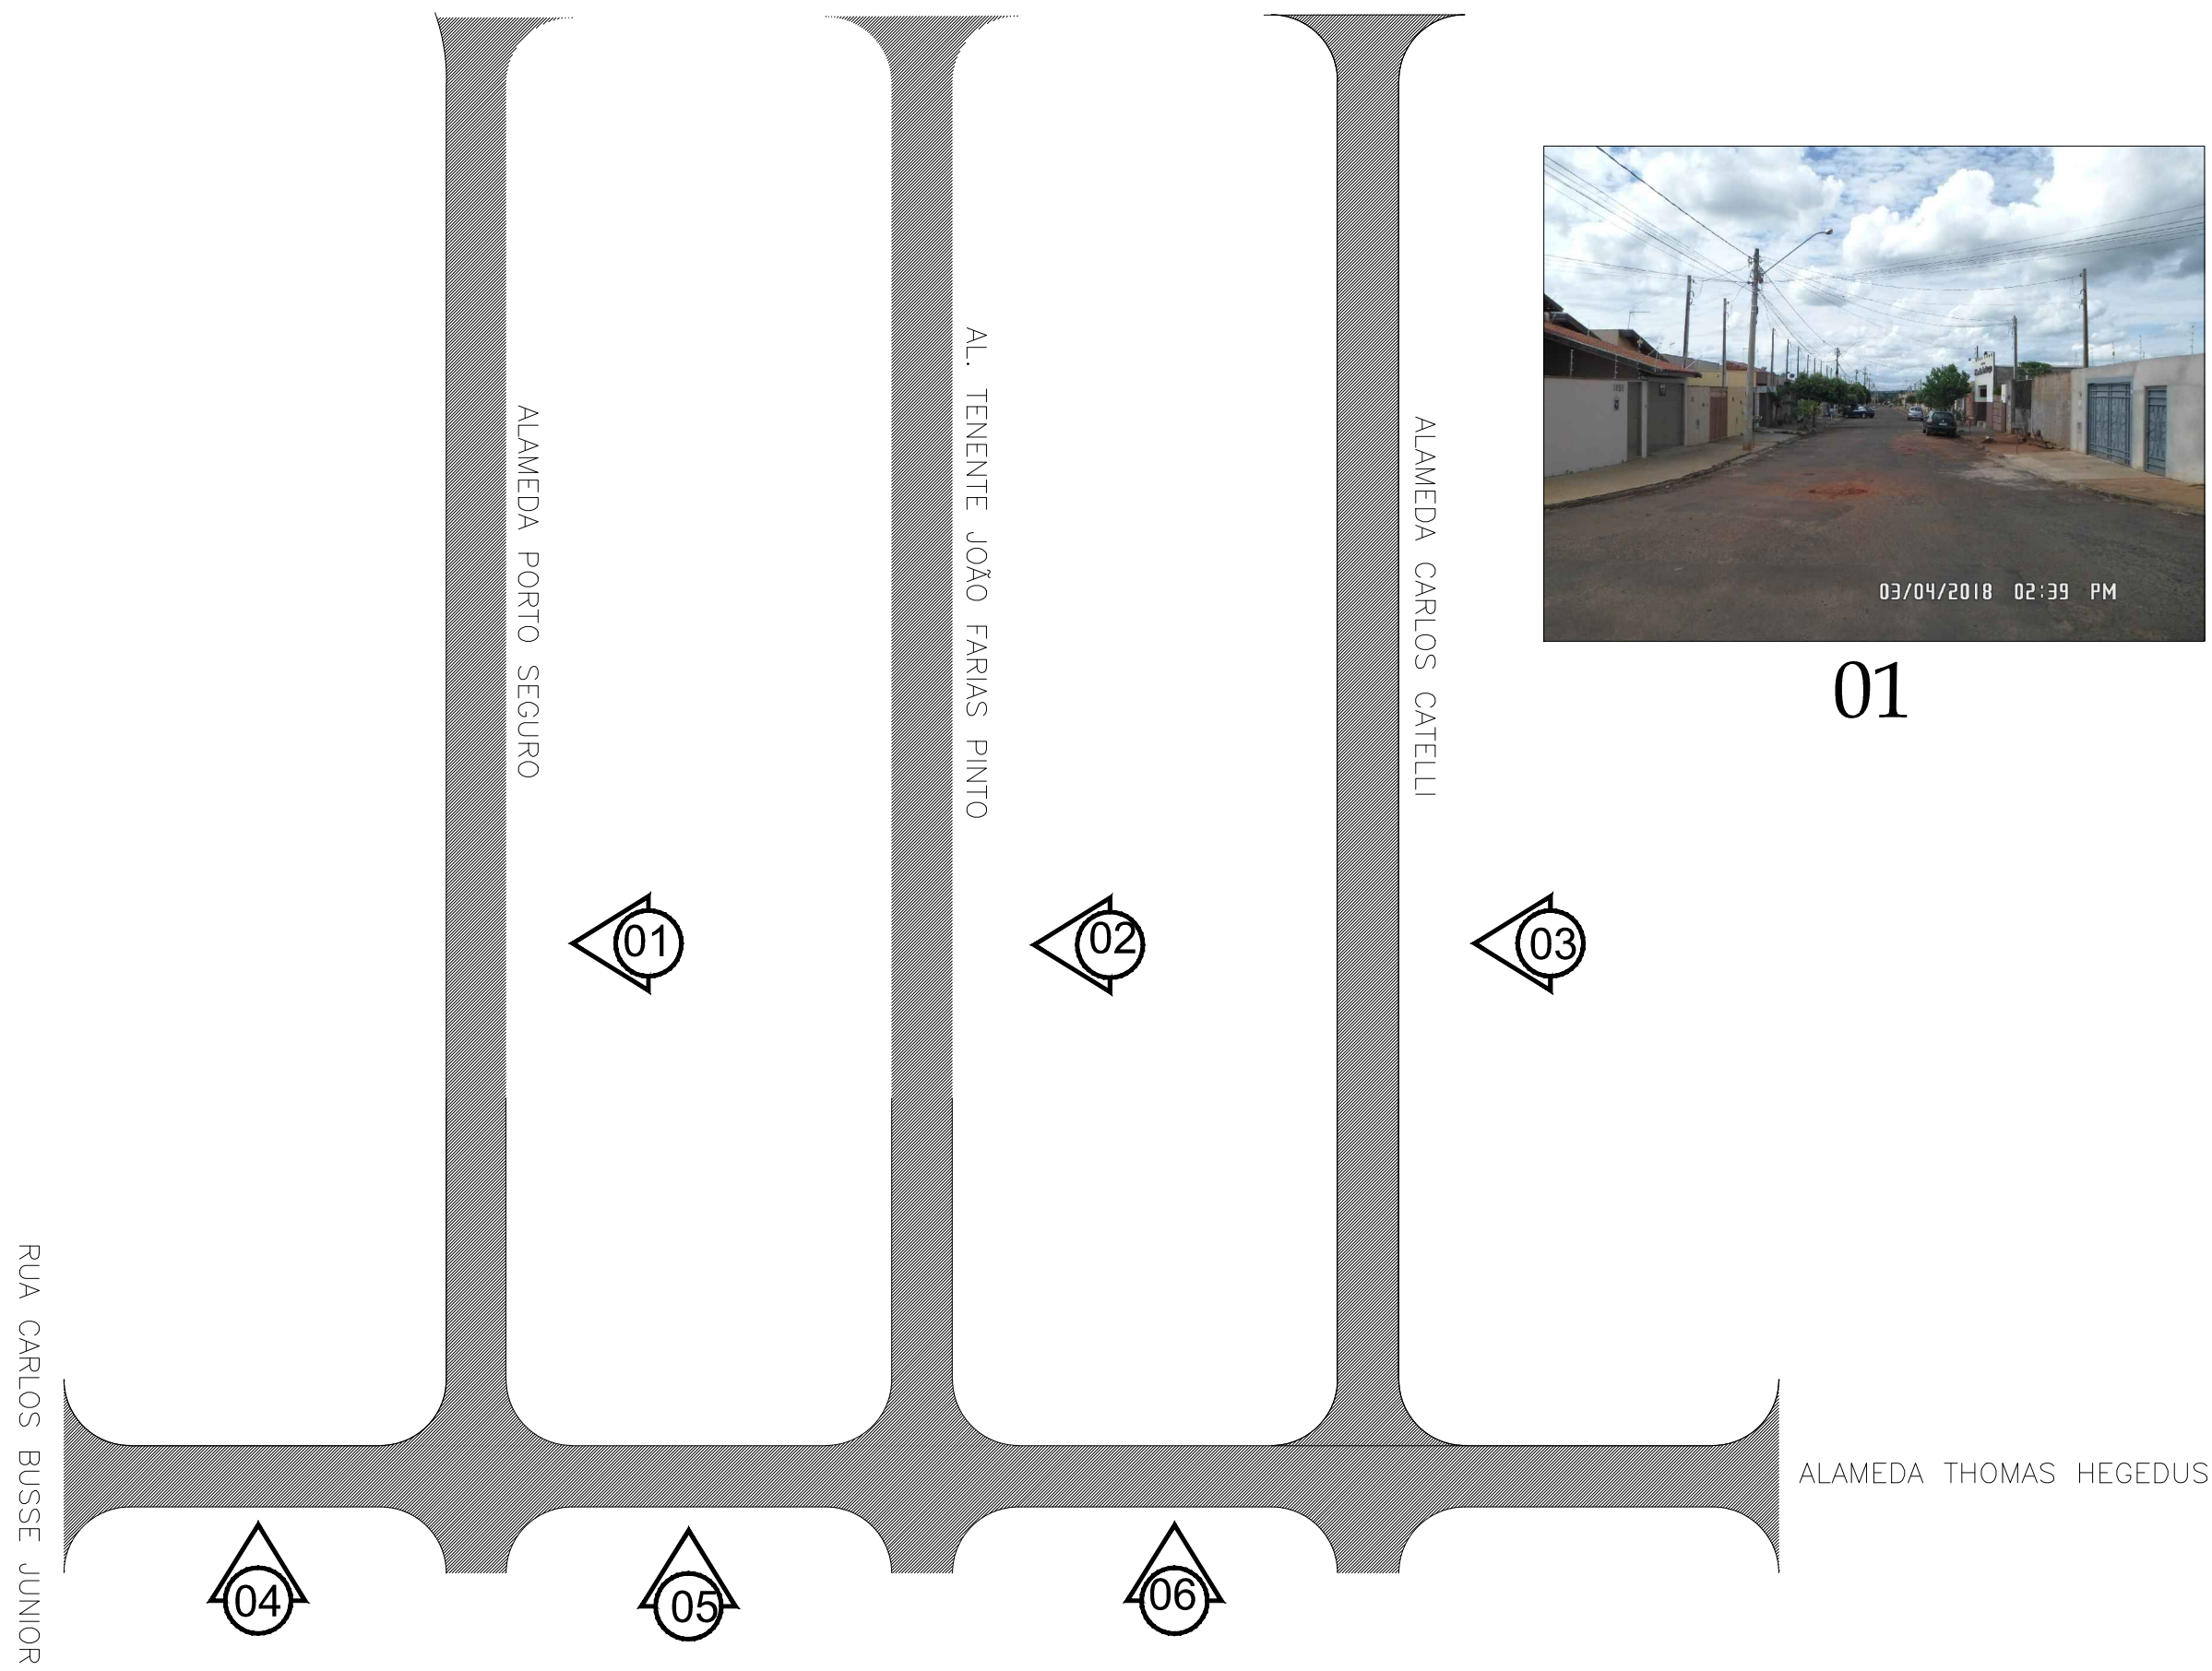 ALAMEDA PORTO SEGURO
AL. TENENTE JOÃO FARIAS PINTO
ALAMEDA CARLOS CATELLI
03/04/2018 02:39 PM
01
01
02
03
RUA CARLOS BUSSE JUNIOR
ALAMEDA THOMAS HEGEDUS
04
05
06